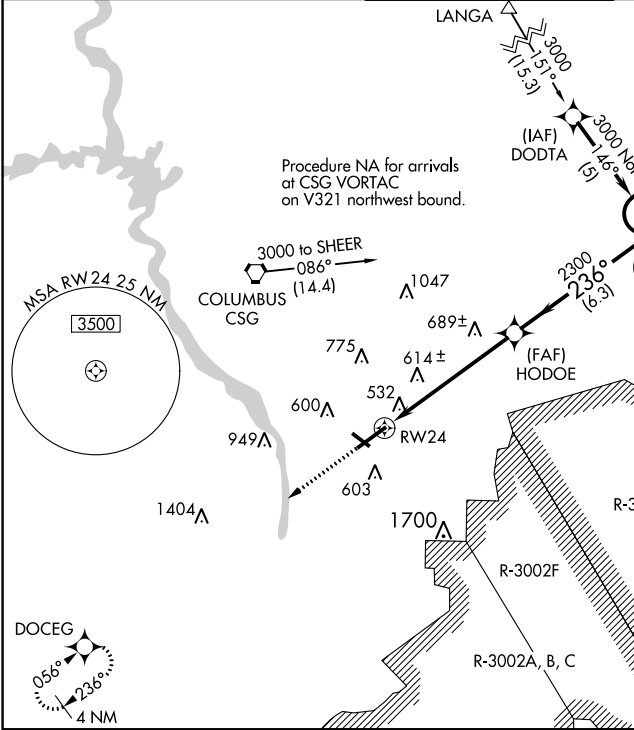 LANGA
3000
151°
(15.3)
(IAF)
DODTA
3000 No
146°
(5)
Procedure NA for arrivals
at CSG VORTAC
on V321 northwest bound.
3000 to SHEER
086°
(14.4)
COLUMBUS
CSG
MSA RW24 25 NM
3500
2300
236°
(6.3)
(FAF)
HODOE
1047
689±
775
614±
532
600
RW24
949
603
1404
1700
R-3
R-3002F
R-3002A, B, C
DOCEG
056°
236°
4 NM